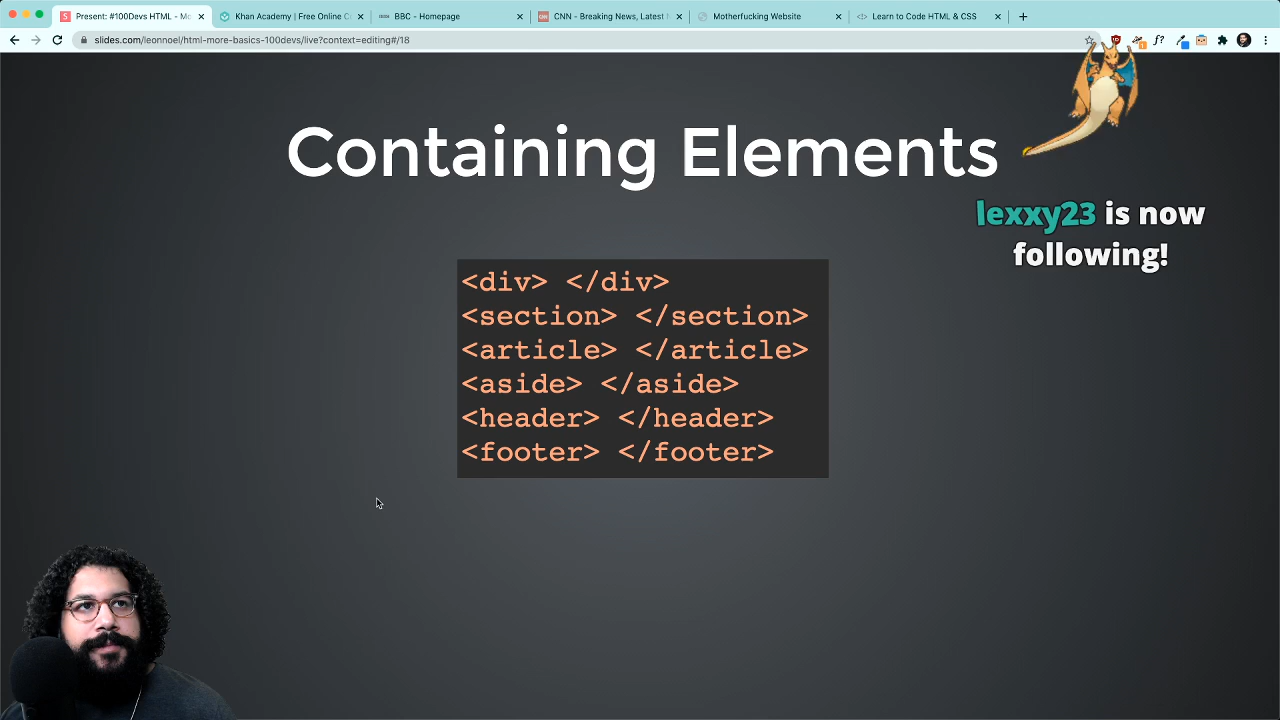 Present: #100Devs HTML - Mo
Khan Academy | Free Online C
BBC - Homepage
CNN - Breaking News, Latest N
Motherfucking Website
Learn to Code HTML & CSS
slides.com/leonnoel/html-more-basics-100devs/live?context=editing#/18
Containing Elements
lexxy23 is now
following!
<div> </div>
<section> </section>
<article> </article>
<aside> </aside>
<header> </header>
<footer> </footer>